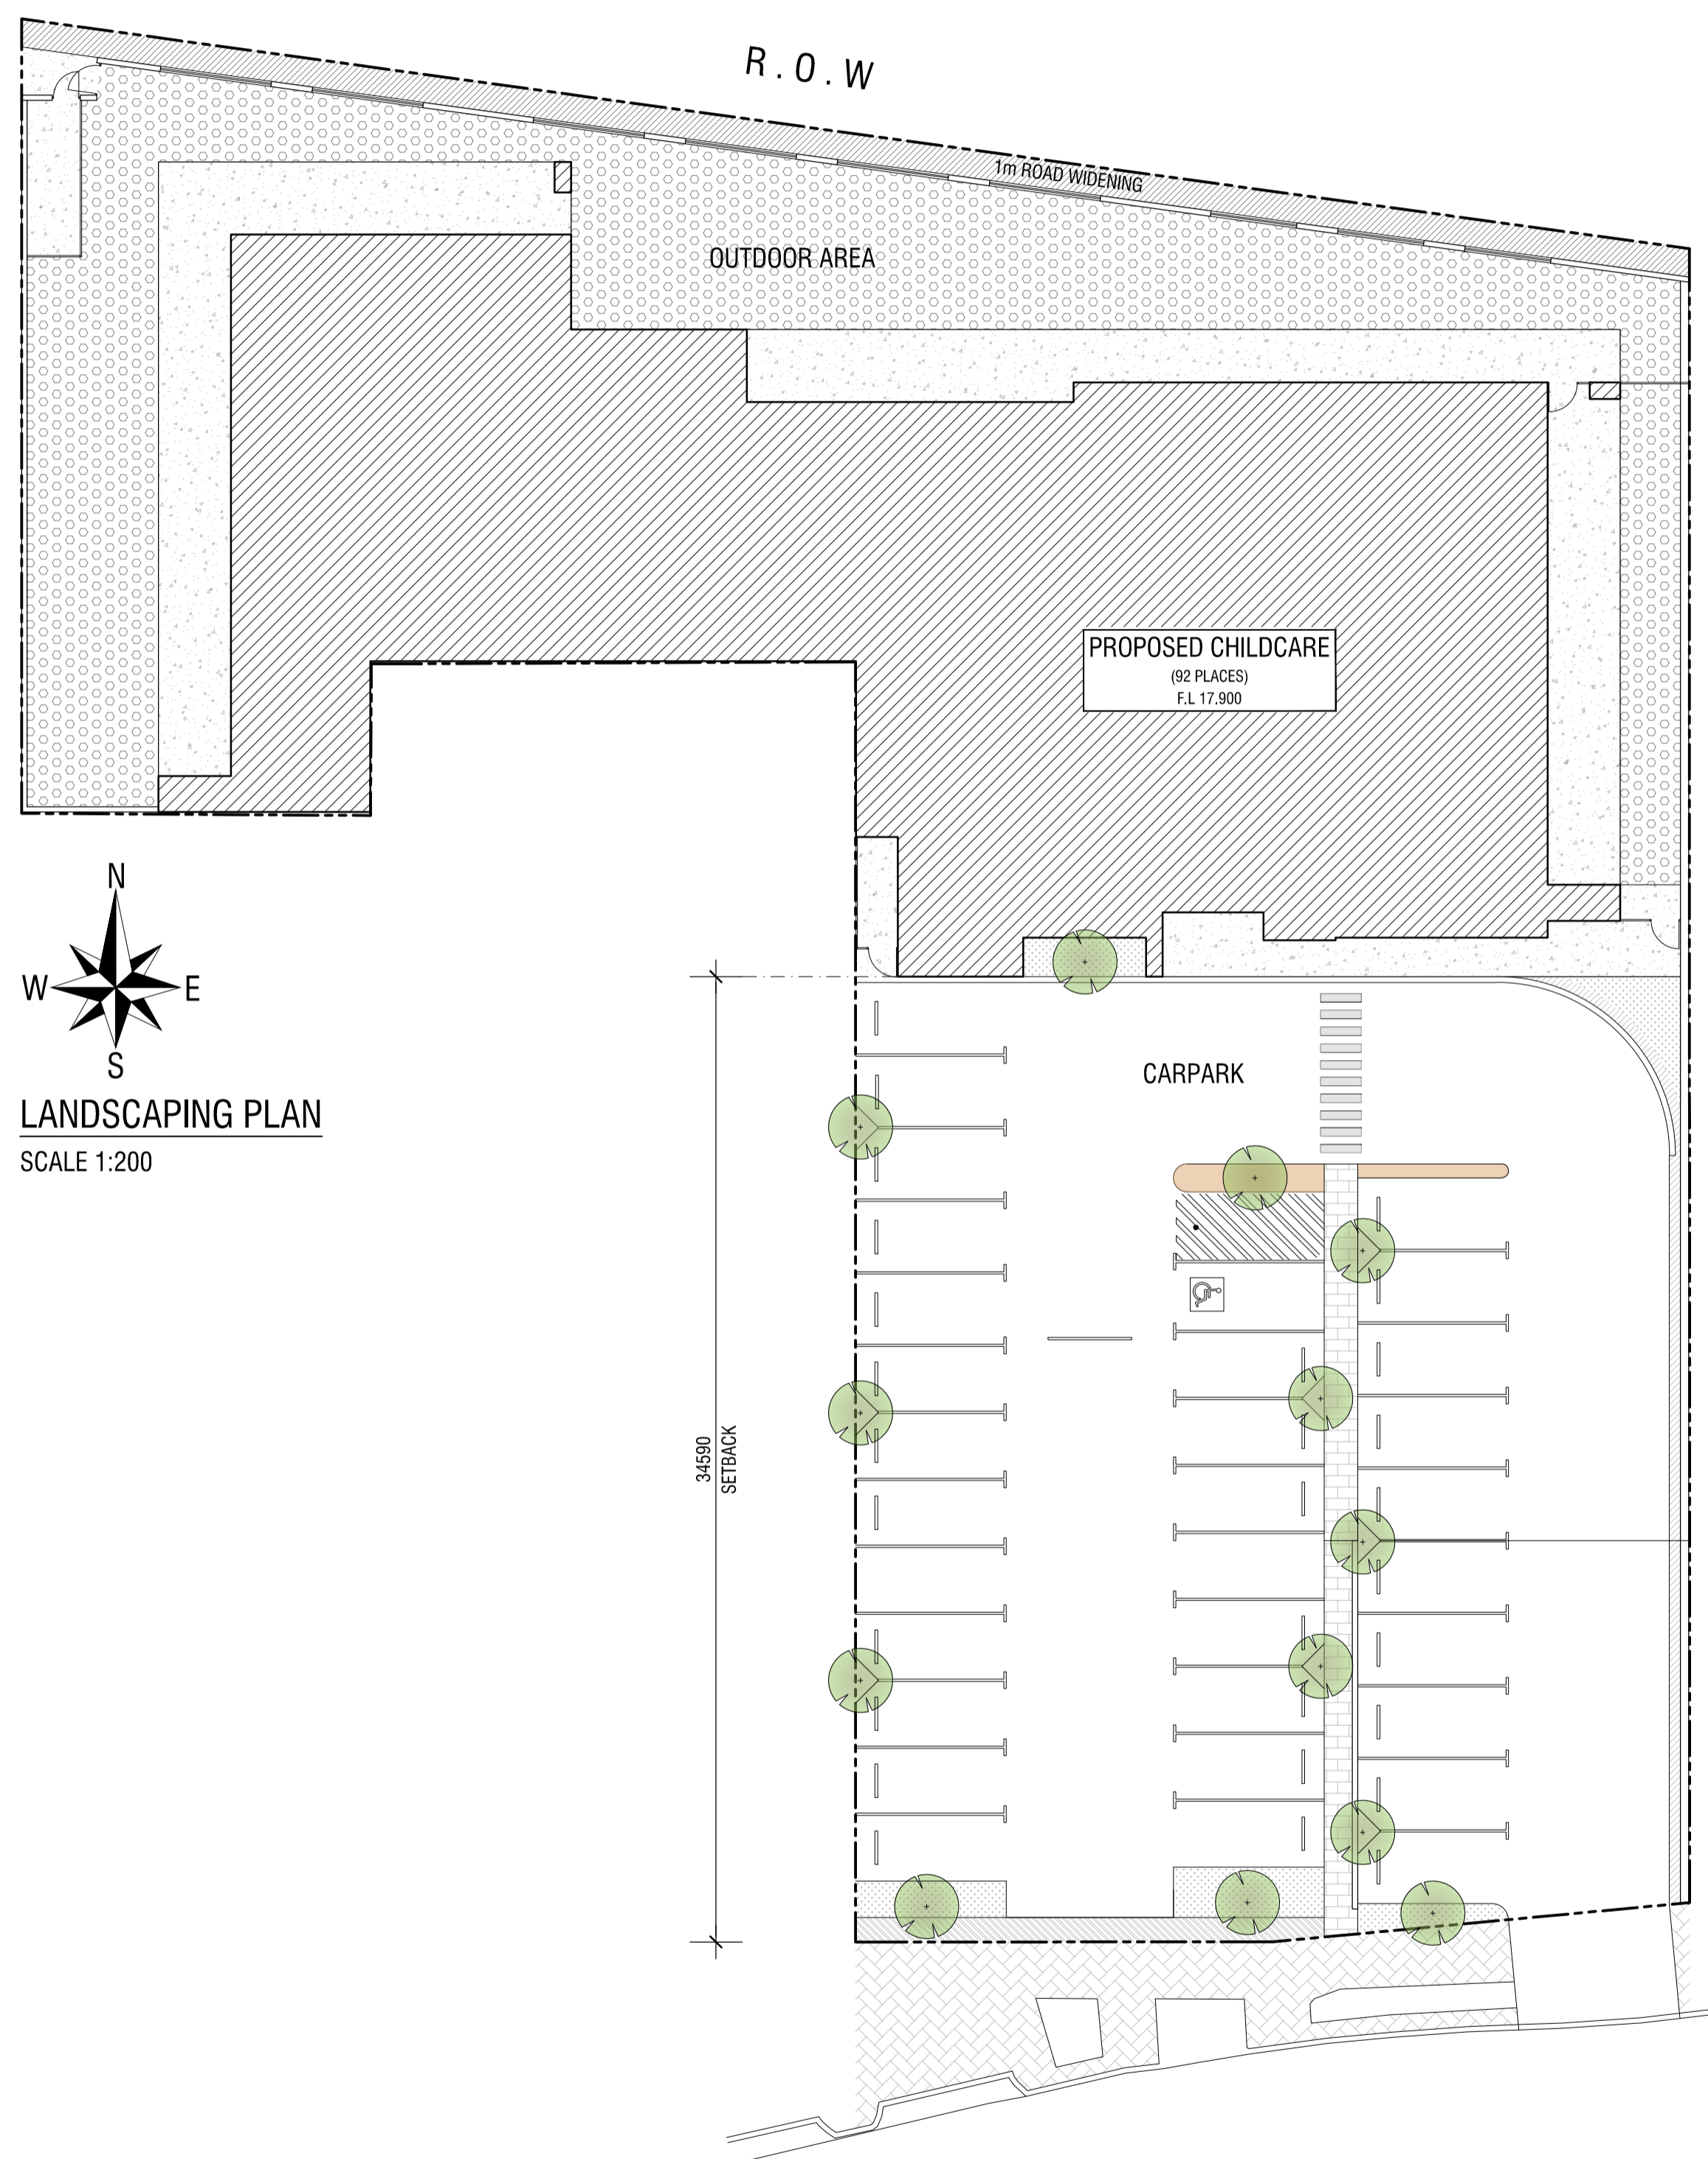 R.O.W
1m ROAD WIDENING
OUTDOOR AREA
PROPOSED CHILDCARE
(92 PLACES)
F.L 17.900
N
W
E
S
LANDSCAPING PLAN
SCALE 1:200
CARPARK
34590
SETBACK